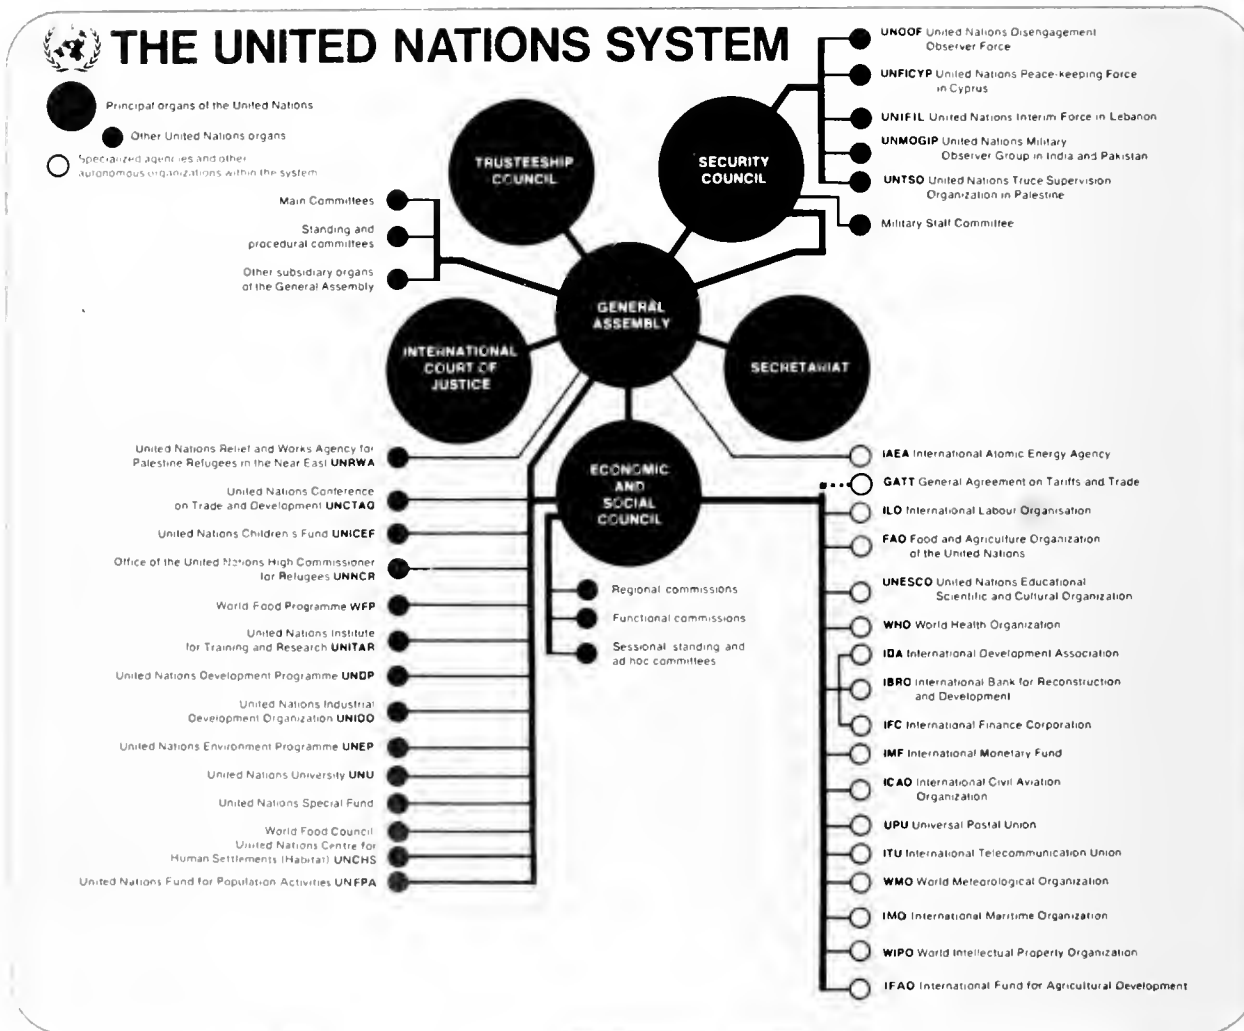 THE UNITED NATIONS SYSTEM
Principal organs of the United Nations
Other United Nations organs
Specialized agencies and other
autonomous organizations within the system
TRUSTEESHIP
COUNCIL
SECURITY
COUNCIL
UNDOF United Nations Disengagement
Observer Force
UNFICYP United Nations Peace-keeping Force
in Cyprus
UNIFIL United Nations Interim Force in Lebanon
UNMOGIP United Nations Military
Observer Group in India and Pakistan
UNTSO United Nations Truce Supervision
Organization in Palestine
Military Staff Committee
Main Committees
Standing and
procedural committees
Other subsidiary organs
of the General Assembly
GENERAL
ASSEMBLY
INTERNATIONAL
COURT OF
JUSTICE
SECRETARIAT
ECONOMIC
AND
SOCIAL
COUNCIL
United Nations Relief and Works Agency for
Palestine Refugees in the Near East UNRWA
United Nations Conference
on Trade and Development UNCTAD
United Nations Children s Fund UNICEF
Office of the United Nations High Commissioner
for Refugees UNHCR
World Food Programme WFP
United Nations Institute
for Training and Research UNITAR
United Nations Development Programme UNDP
United Nations Industrial
Development Organization UNIDO
United Nations Environment Programme UNEP
United Nations University UNU
United Nations Special Fund
World Food Council
United Nations Centre for
Human Settlements (Habitat) UNCHS
United Nations Fund for Population Activities UNFPA
Regional commissions
Functional commissions
Sessional standing and
ad hoc committees
IAEA International Atomic Energy Agency
GATT General Agreement on Tariffs and Trade
ILO International Labour Organisation
FAO Food and Agriculture Organization
of the United Nations
UNESCO United Nations Educational
Scientific and Cultural Organization
WHO World Health Organization
IDA International Development Association
IBRD International Bank for Reconstruction
and Development
IFC International Finance Corporation
IMF International Monetary Fund
ICAO International Civil Aviation
Organization
UPU Universal Postal Union
ITU International Telecommunication Union
WMO World Meteorological Organization
IMO International Maritime Organization
WIPO World Intellectual Property Organization
IFAD International Fund for Agricultural Development